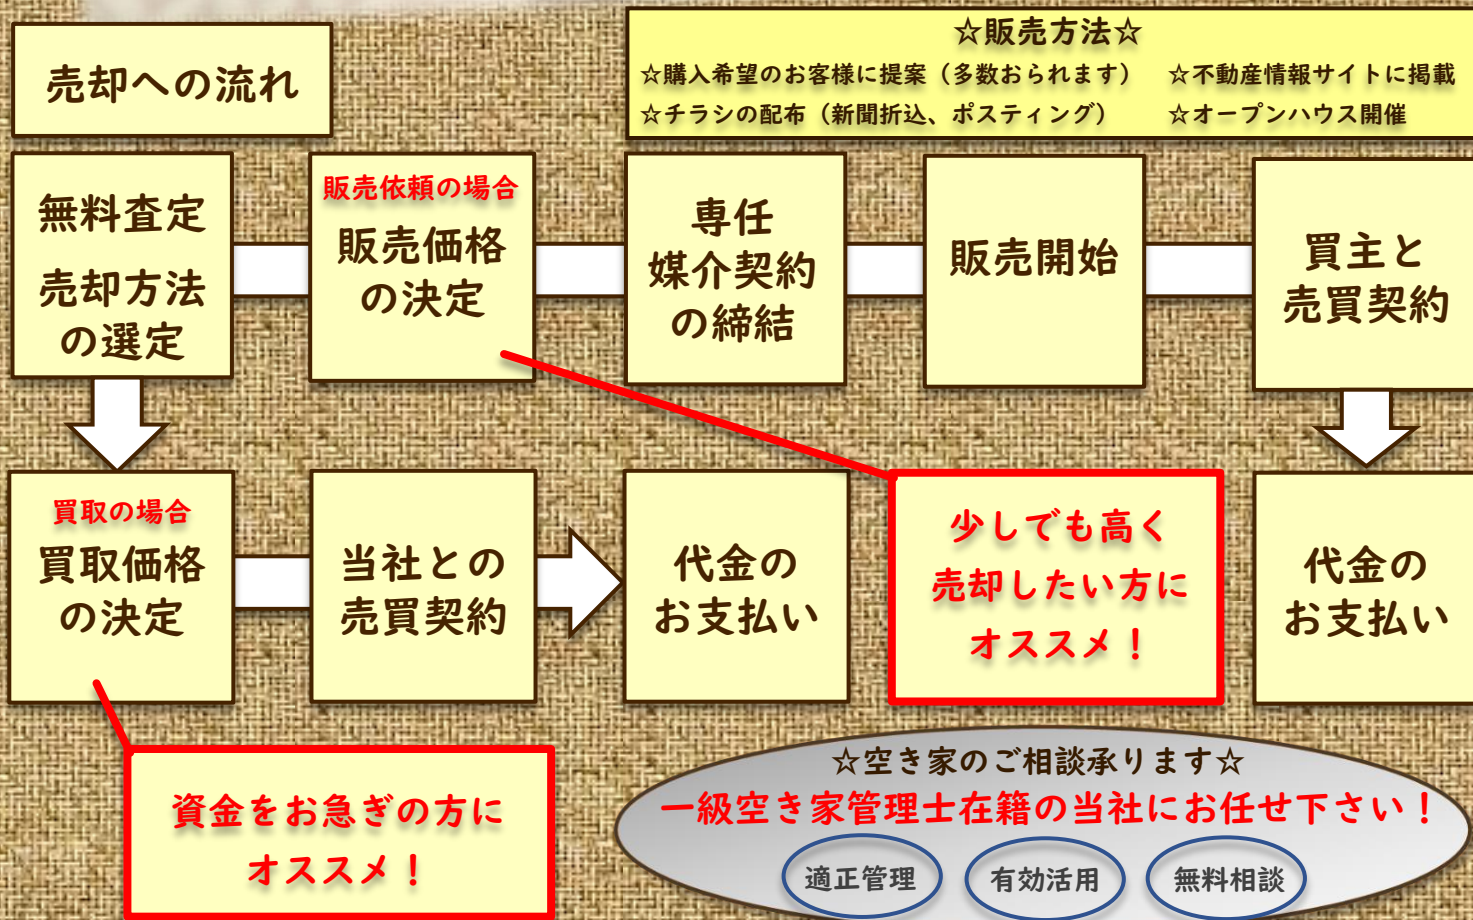 売却への流れ
☆販売方法☆
☆購入希望のお客様に提案（多数おられます）　☆不動産情報サイトに掲載
☆チラシの配布（新聞折込、ポスティング）　☆オープンハウス開催
無料査定
売却方法
の選定
販売依頼の場合
販売価格
の決定
専任
媒介契約
の締結
販売開始
買主と
売買契約
買取の場合
買取価格
の決定
当社との
売買契約
代金の
お支払い
少しでも高く
売却したい方に
オススメ！
代金の
お支払い
資金をお急ぎの方に
オススメ！
☆空き家のご相談承ります☆
一級空き家管理士在籍の当社にお任せ下さい！
適正管理　有効活用　無料相談